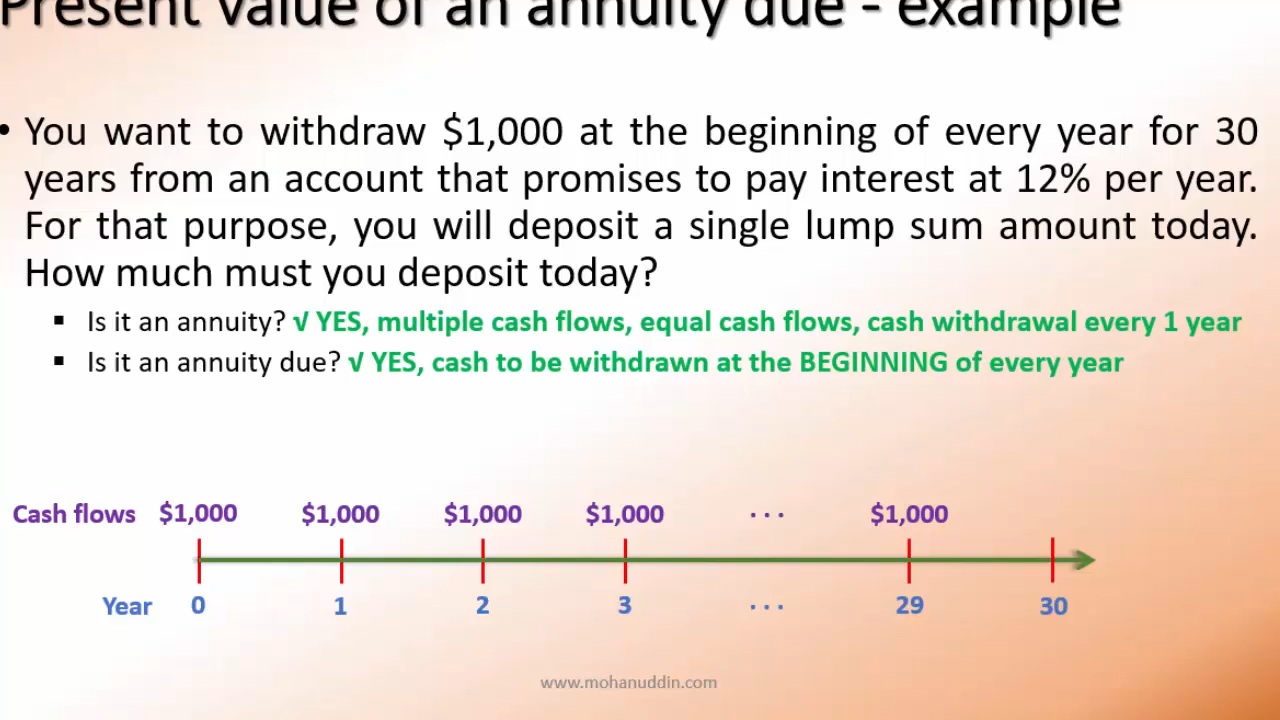 Present value of an annuity due - example
• You want to withdraw $1,000 at the beginning of every year for 30
years from an account that promises to pay interest at 12% per year.
For that purpose, you will deposit a single lump sum amount today.
How much must you deposit today?
▪ Is it an annuity? √ YES, multiple cash flows, equal cash flows, cash withdrawal every 1 year
▪ Is it an annuity due? √ YES, cash to be withdrawn at the BEGINNING of every year
Cash flows $1,000 $1,000 $1,000 $1,000 ... $1,000
Year 0 1 2 3 ... 29 30
www.mohanuddin.com